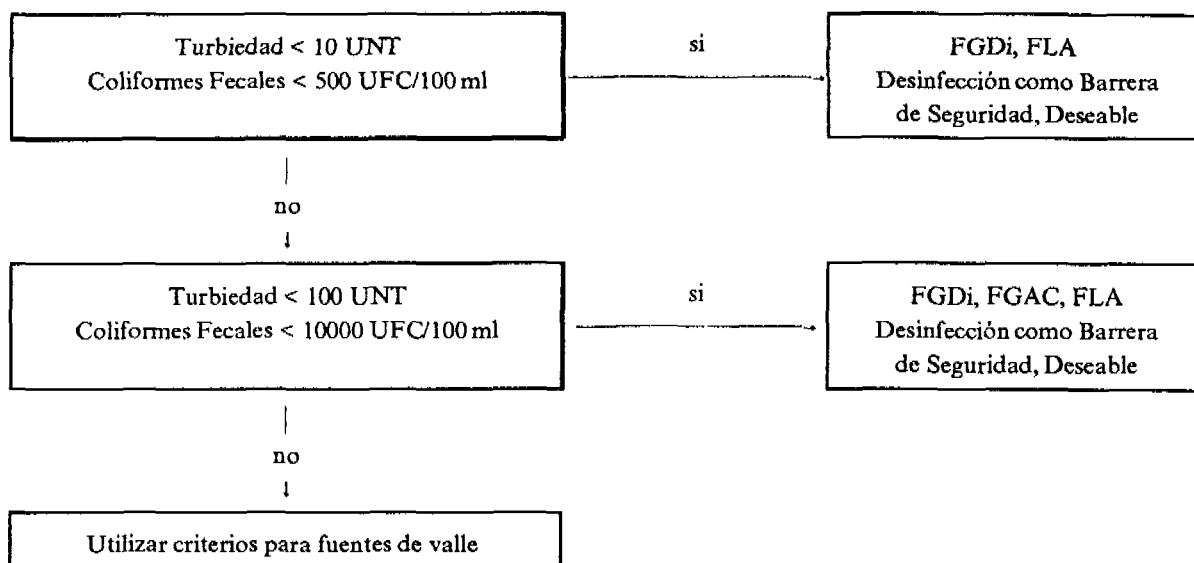 Turbiedad < 10 UNT
Coliformes Fecales < 500 UFC/100 ml
si
FGDi, FLA
Desinfección como Barrera
de Seguridad, Deseable
no
Turbiedad < 100 UNT
Coliformes Fecales < 10000 UFC/100 ml
si
FGDi, FGAC, FLA
Desinfección como Barrera
de Seguridad, Deseable
no
Utilizar criterios para fuentes de valle